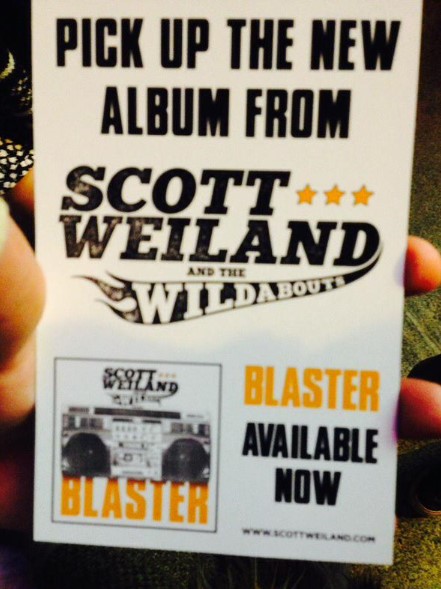 PICK UP THE NEW
ALBUM FROM
SCOTT
WEILAND
AND THE
WILDABOUTS
SCOTT
WEILAND
BLASTER
BLASTER
AVAILABLE
NOW
WWW.SCOTTWEILAND.COM